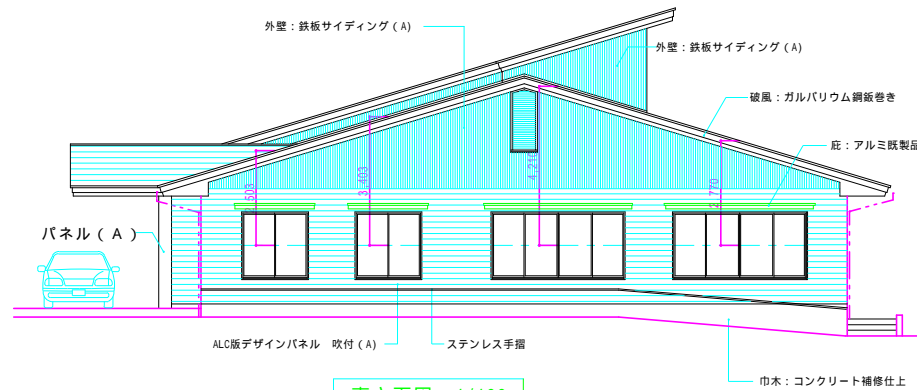 外壁：鉄板サイディング（A)
外壁：鉄板サイディング（A)
破風：ガルバリウム鋼鈑巻き
庇：アルミ既製品
3,403
4,210
2,770
パネル（A）
ALC版デザインパネル　吹付（A)
ステンレス手摺
巾木：コンクリート補修仕上